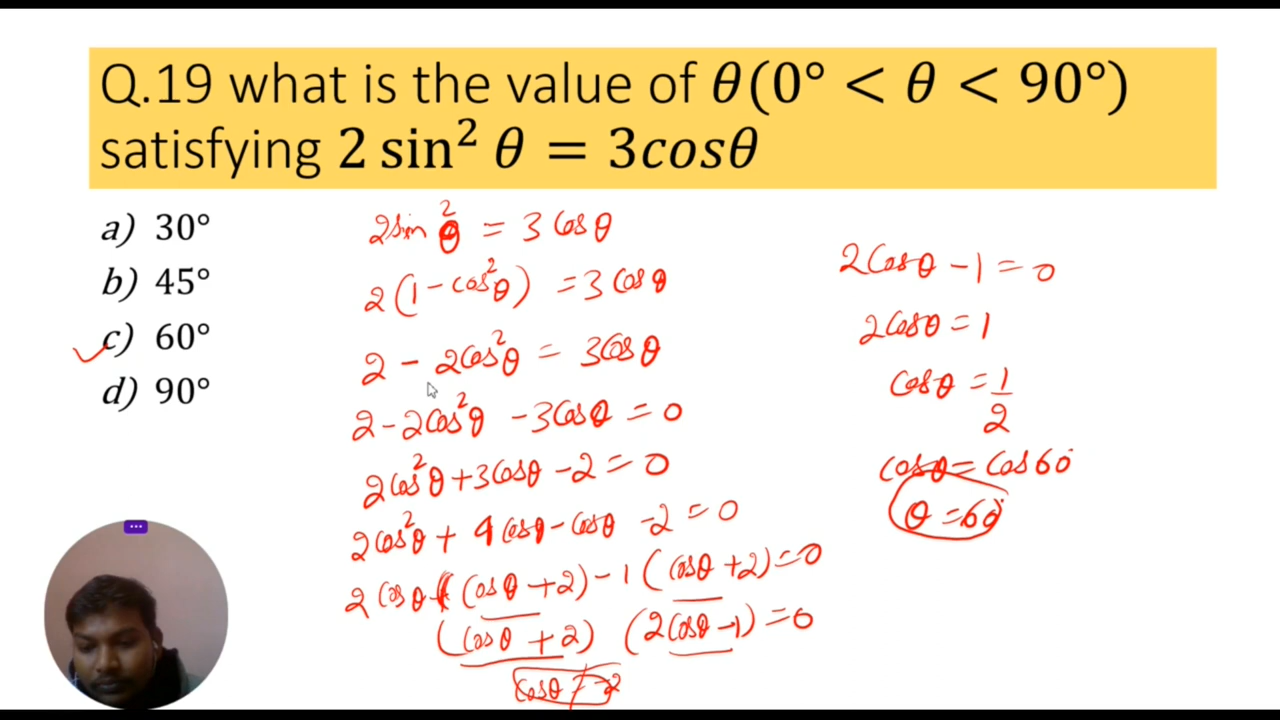 Q.19 what is the value of θ(0° < θ < 90°)
satisfying 2 sin² θ = 3cosθ
a) 30°
b) 45°
c) 60°
d) 90°
2sin²θ = 3 cosθ
2(1 - cos²θ) = 3 cosθ
2 - 2cos²θ = 3cosθ
2 - 2cos²θ - 3cosθ = 0
2cos²θ + 3cosθ - 2 = 0
2cos²θ + 4cosθ - cosθ - 2 = 0
2 cosθ (cosθ + 2) - 1 (cosθ + 2) = 0
(cosθ + 2) (2cosθ - 1) = 0
cosθ ≠ -2
2cosθ - 1 = 0
2cosθ = 1
cosθ = 1/2
cosθ = cos60°
θ = 60°